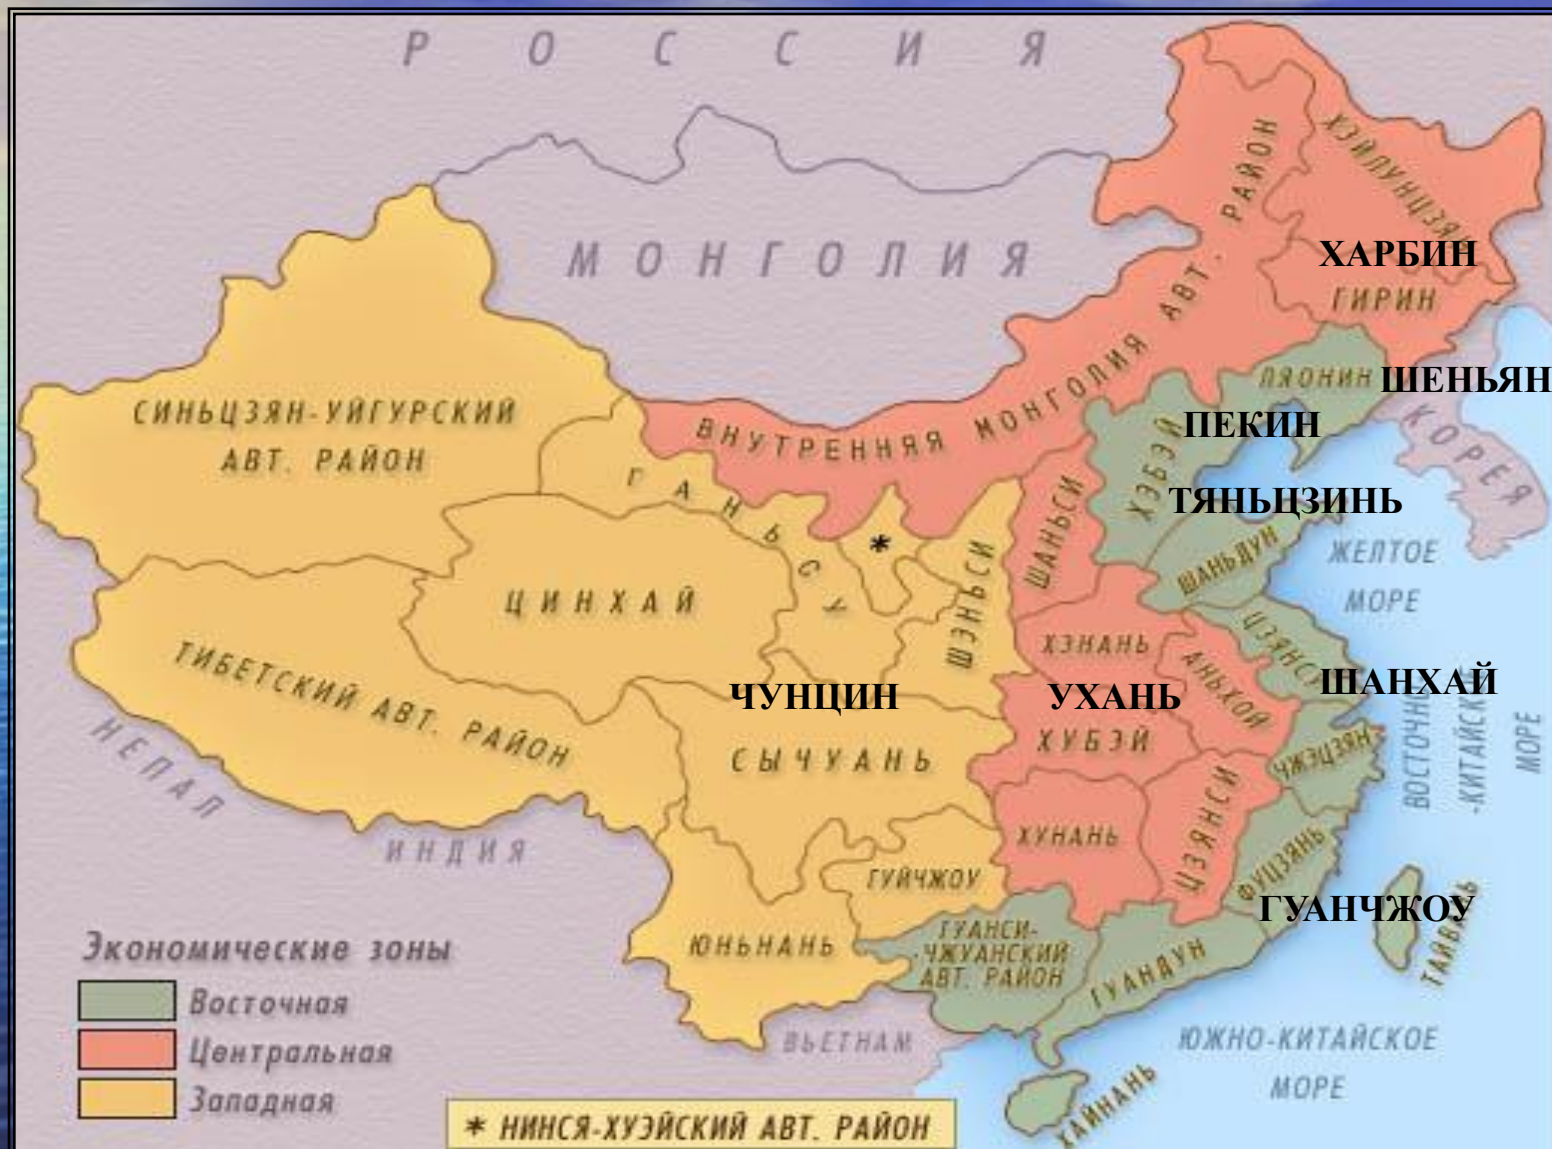 РОССИЯ
МОНГОЛИЯ
ВНУТРЕННЯЯ МОНГОЛИЯ АВТ. РАЙОН
ХЭЙЛУНЦЗЯН
ХАРБИН
ГИРИН
ЛЯОНИН
ШЕНЬЯН
ПЕКИН
КОРЕЯ
СИНЬЦЗЯН-УЙГУРСКИЙ
АВТ. РАЙОН
ГАНЬСУ
ХЭБЭЙ
ТЯНЬЦЗИНЬ
ШАНЬСИ
*
ШЭНЬСИ
ШАНЬДУН
ЖЕЛТОЕ
МОРЕ
ЦИНХАЙ
ТИБЕТСКИЙ АВТ. РАЙОН
ХЭНАНЬ
АНЬХОЙ
ЦЗЯНСУ
ШАНХАЙ
ЧУНЦИН
УХАНЬ
ХУБЭЙ
СЫЧУАНЬ
НЕПАЛ
ЧЖЭЦЗЯН
ВОСТОЧНО
-КИТАЙСКОЕ
МОРЕ
ИНДИЯ
ХУНАНЬ
ЦЗЯНСИ
ФУЦЗЯНЬ
ГУЙЧЖОУ
ГУАНЧЖОУ
ТАЙВАНЬ
ЮНЬНАНЬ
ГУАНСИ-
-ЧЖУАНСКИЙ
АВТ. РАЙОН
ГУАНДУН
ВЬЕТНАМ
ЮЖНО-КИТАЙСКОЕ
МОРЕ
ХАЙНАНЬ
Экономические зоны
Восточная
Центральная
Западная
* НИНСЯ-ХУЭЙСКИЙ АВТ. РАЙОН